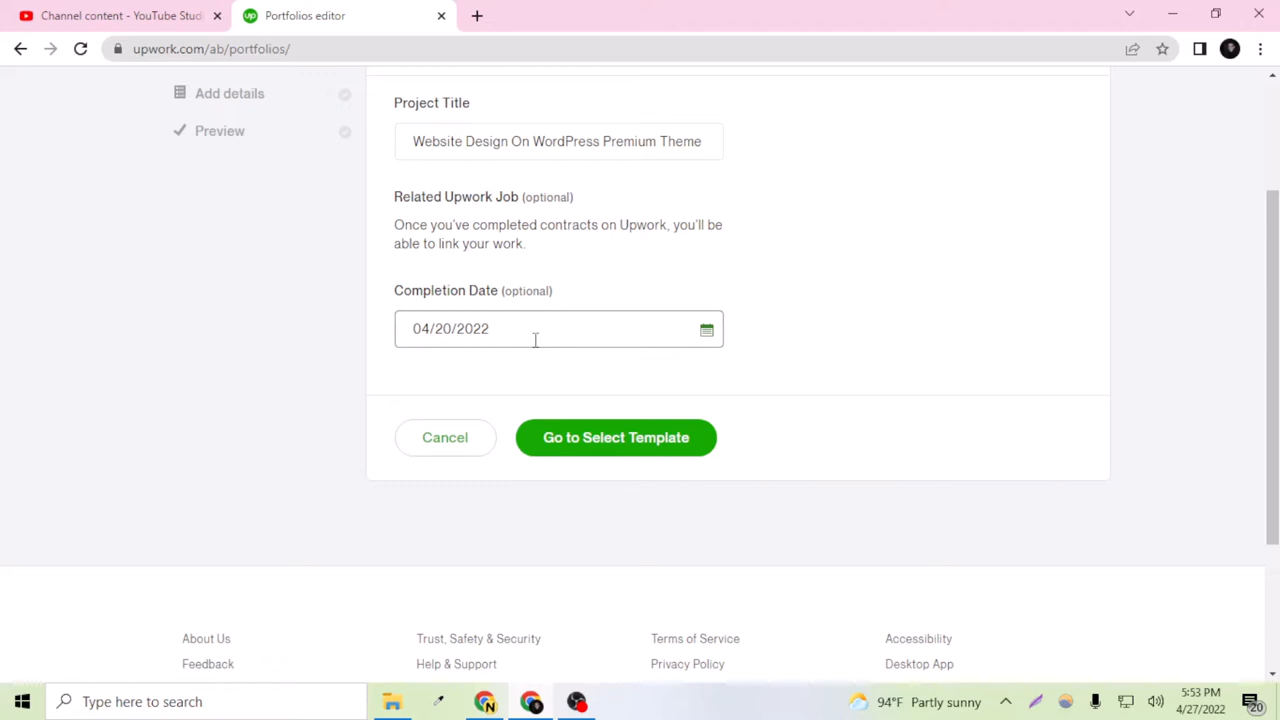 Channel content - YouTube Studi
Portfolios editor
upwork.com/ab/portfolios/
Add details
Preview
Project Title
Website Design On WordPress Premium Theme
Related Upwork Job (optional)
Once you've completed contracts on Upwork, you'll be
able to link your work.
Completion Date (optional)
04/20/2022
Cancel
Go to Select Template
About Us
Trust, Safety & Security
Terms of Service
Accessibility
Feedback
Help & Support
Privacy Policy
Desktop App
Type here to search
N
94°F Partly sunny
5:53 PM
4/27/2022
20